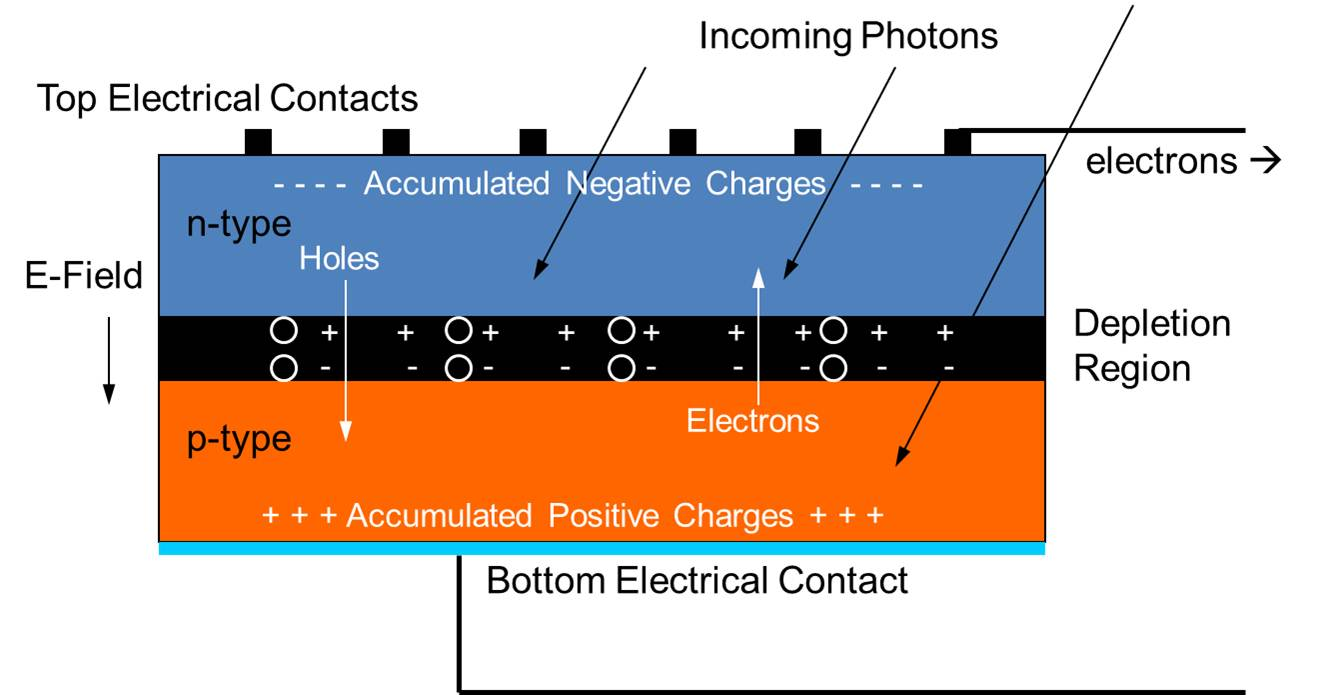 Incoming Photons
Top Electrical Contacts
electrons →
- - - - Accumulated Negative Charges - - - -
n-type
Holes
E-Field
+ + + + + + + + +
Depletion
- - - - - - - - -
Region
Electrons
p-type
+ + + Accumulated Positive Charges + + +
Bottom Electrical Contact